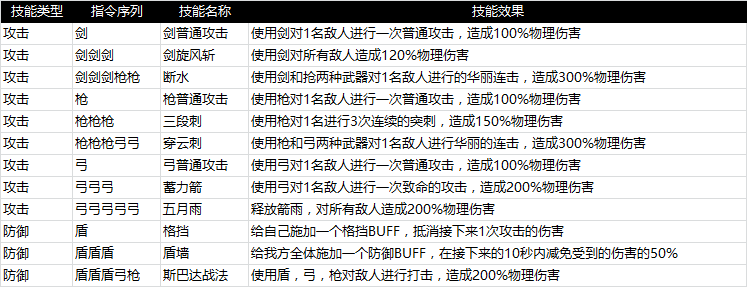 技能类型 指令序列 技能名称 技能效果
攻击 剑 剑普通攻击 使用剑对1名敌人进行一次普通攻击，造成100%物理伤害
攻击 剑剑剑 剑旋风斩 使用剑对所有敌人造成120%物理伤害
攻击 剑剑剑枪枪 断水 使用剑和枪两种武器对1名敌人进行的华丽连击，造成300%物理伤害
攻击 枪 枪普通攻击 使用枪对1名敌人进行一次普通攻击，造成100%物理伤害
攻击 枪枪枪 三段刺 使用枪对1名进行3次连续的突刺，造成150%物理伤害
攻击 枪枪枪弓弓 穿云刺 使用枪和弓两种武器对1名敌人进行华丽的连击，造成300%物理伤害
攻击 弓 弓普通攻击 使用弓对1名敌人进行一次普通攻击，造成100%物理伤害
攻击 弓弓弓 蓄力箭 使用弓对1名敌人进行一次致命的攻击，造成200%物理伤害
攻击 弓弓弓弓弓 五月雨 释放箭雨，对所有敌人造成200%物理伤害
防御 盾 格挡 给自己施加一个格挡BUFF，抵消接下来1次攻击的伤害
防御 盾盾盾 盾墙 给我方全体施加一个防御BUFF，在接下来的10秒内减免受到的伤害的50%
防御 盾盾盾弓枪 斯巴达战法 使用盾，弓，枪对敌人进行打击，造成200%物理伤害